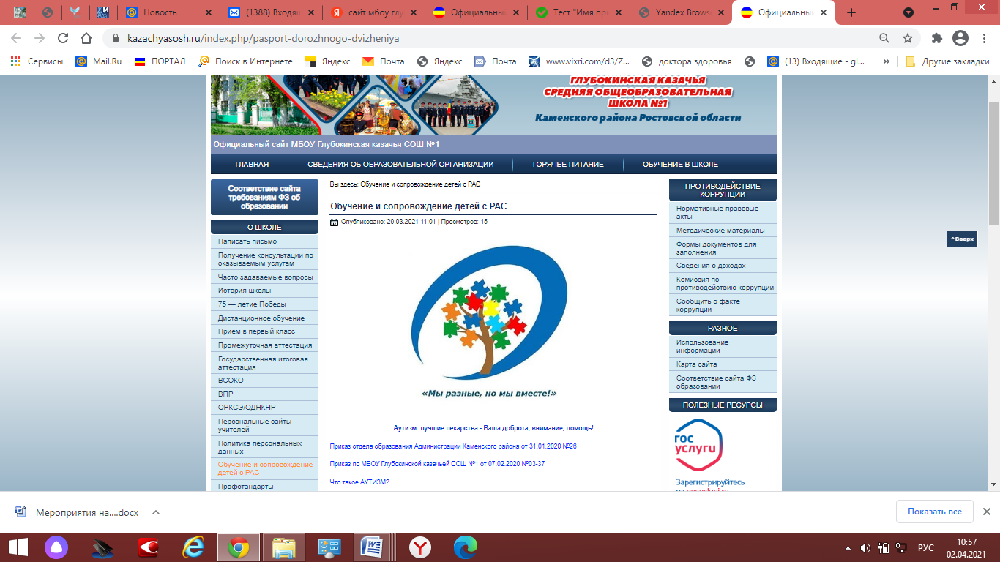 Новость
(1388) Входящ
сайт мбоу глу
Официальны
Тест "Имя при
Yandex Brows
Официальны
kazachyasosh.ru/index.php/pasport-dorozhnogo-dvizheniya
Сервисы
Mail.Ru
ПОРТАЛ
Поиск в Интернете
Яндекс
Почта
Яндекс
Почта
www.vixri.com/d3/Z...
доктора здоровья
(13) Входящие - gl...
»
Другие закладки
ГЛУБОКИНСКАЯ КАЗАЧЬЯ
СРЕДНЯЯ ОБЩЕОБРАЗОВАТЕЛЬНАЯ
ШКОЛА №1
Каменского района Ростовской области
Официальный сайт МБОУ Глубокинская казачья СОШ №1
ГЛАВНАЯ
СВЕДЕНИЯ ОБ ОБРАЗОВАТЕЛЬНОЙ ОРГАНИЗАЦИИ
ГОРЯЧЕЕ ПИТАНИЕ
ОБУЧЕНИЕ В ШКОЛЕ
Соответствие сайта
требованиям ФЗ об
образовании
О ШКОЛЕ
Написать письмо
Получение консультации по
оказываемым услугам
Часто задаваемые вопросы
История школы
75 — летие Победы
Дистанционное обучение
Прием в первый класс
Промежуточная аттестация
Государственная итоговая
аттестация
ВСОКО
ВПР
ОРКСЭ/ОДНКНР
Персональные сайты
учителей
Политика персональных
данных
Обучение и сопровождение
детей с РАС
Профстандарты
Вы здесь: Обучение и сопровождение детей с РАС
Обучение и сопровождение детей с РАС
Опубликовано: 29.03.2021 11:01 | Просмотров: 15
«Мы разные, но мы вместе!»
Аутизм: лучшие лекарства - Ваша доброта, внимание, помощь!
Приказ отдела образования Администрации Каменского района от 31.01.2020 №26
Приказ по МБОУ Глубокинской казачьей СОШ №1 от 07.02.2020 №03-37
Что такое АУТИЗМ?
ПРОТИВОДЕЙСТВИЕ
КОРРУПЦИИ
Нормативные правовые
акты
Методические материалы
Формы документов для
заполнения
Сведения о доходах
Комиссия по
противодействию коррупции
Сообщить о факте
коррупции
РАЗНОЕ
Использование
информации
Карта сайта
Соответствие сайта ФЗ
образовании
ПОЛЕЗНЫЕ РЕСУРСЫ
гос
услуги
Зарегистрируйтесь
на gosuslugi.ru
^Вверх
Мероприятия на....docx
Показать все
РУС
10:57
02.04.2021